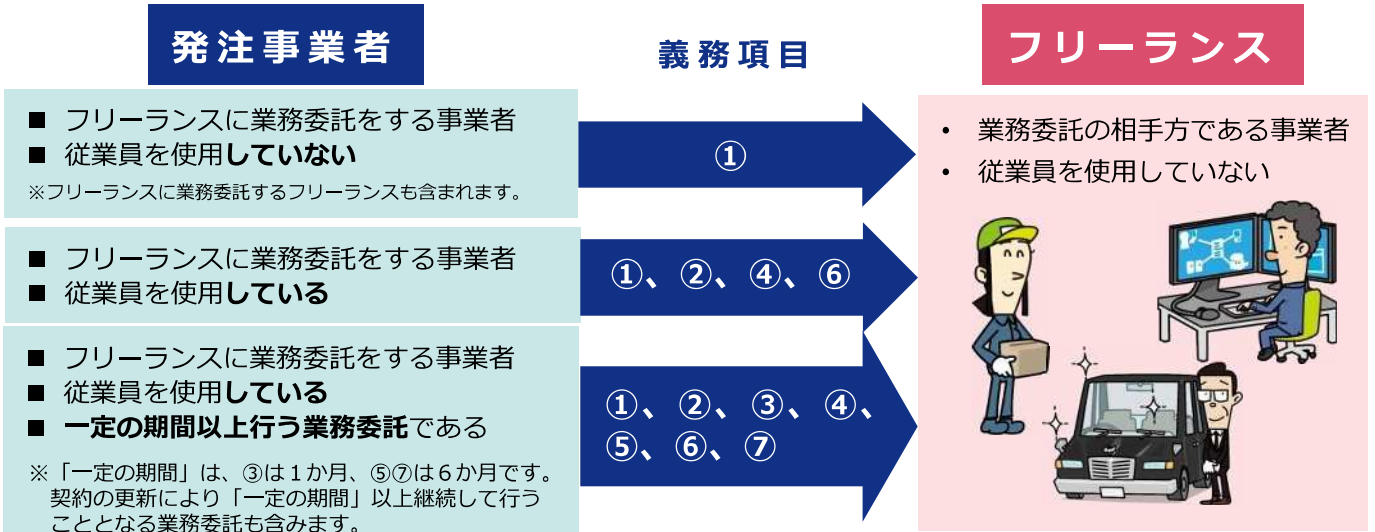 発注事業者
義務項目
フリーランス
■ フリーランスに業務委託をする事業者
■ 従業員を使用していない
※フリーランスに業務委託するフリーランスも含まれます。
①
■ フリーランスに業務委託をする事業者
■ 従業員を使用している
①、②、④、⑥
■ フリーランスに業務委託をする事業者
■ 従業員を使用している
■ 一定の期間以上行う業務委託である
※「一定の期間」は、③は1か月、⑤⑦は6か月です。
契約の更新により「一定の期間」以上継続して行う
こととなる業務委託も含みます。
①、②、③、④、
⑤、⑥、⑦
• 業務委託の相手方である事業者
• 従業員を使用していない